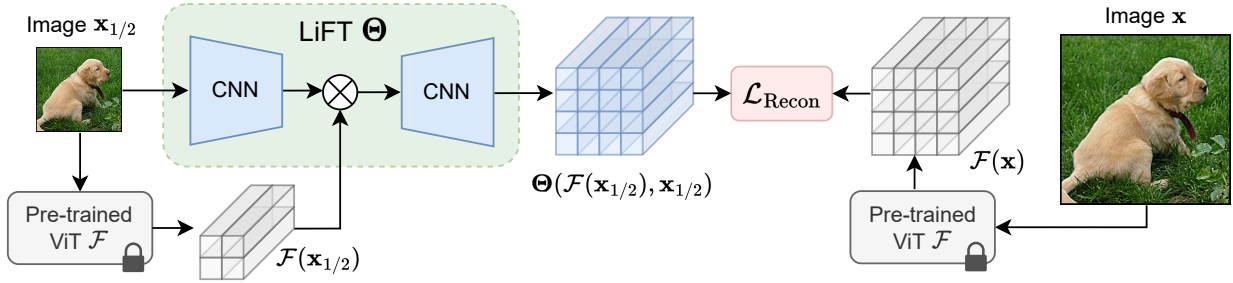 Image x₁/₂
LiFT Θ
CNN
CNN
Pre-trained
ViT ℱ
ℱ(x₁/₂)
Θ(ℱ(x₁/₂), x₁/₂)
ℒ_Recon
ℱ(x)
Pre-trained
ViT ℱ
Image x